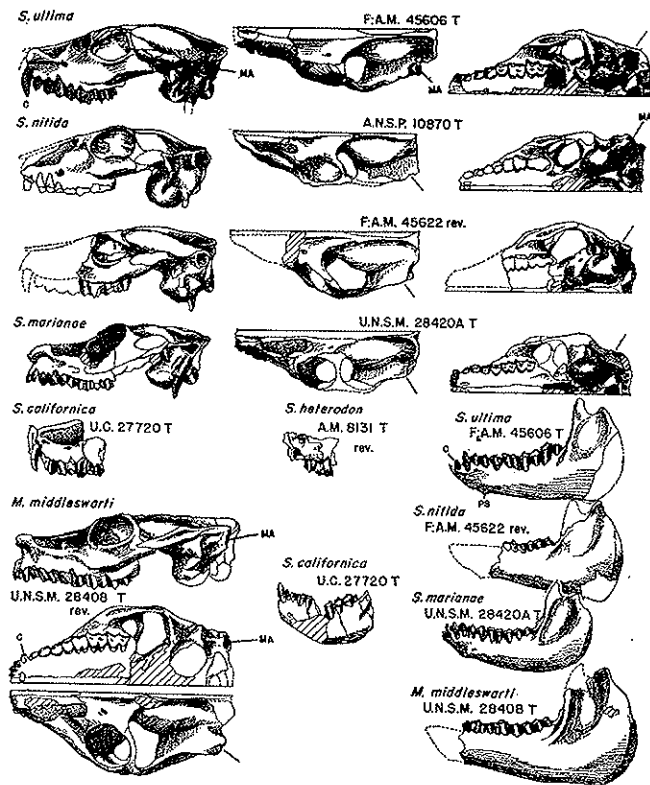 S. ultima
F:A.M. 45606 T
MA
C
MA
S. nitida
A.N.S.P. 10870 T
MA
F:A.M. 45622 rev.
S. marianae
U.N.S.M. 28420A T
S. californica
U.C. 27720 T
S. heterodon
A.M. 8131 T
rev.
S. ultima
F:A.M. 45606 T
C
PS
M. middleswarti
MA
U.N.S.M. 28408 T
rev.
S. nitida
F:A.M. 45622 rev.
S. californica
U.C. 27720 T
S. marianae
U.N.S.M. 28420A T
C
MA
M. middleswarti
U.N.S.M. 28408 T